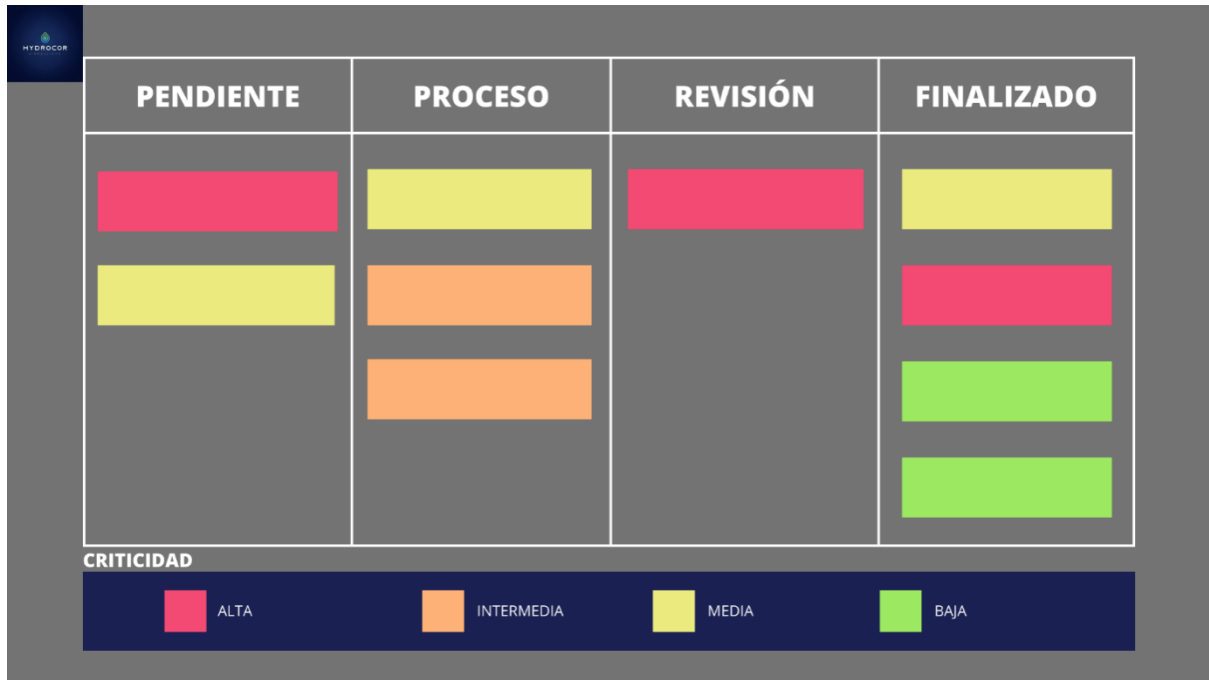 HYDROCOR
PENDIENTE
PROCESO
REVISIÓN
FINALIZADO
CRITICIDAD
ALTA
INTERMEDIA
MEDIA
BAJA